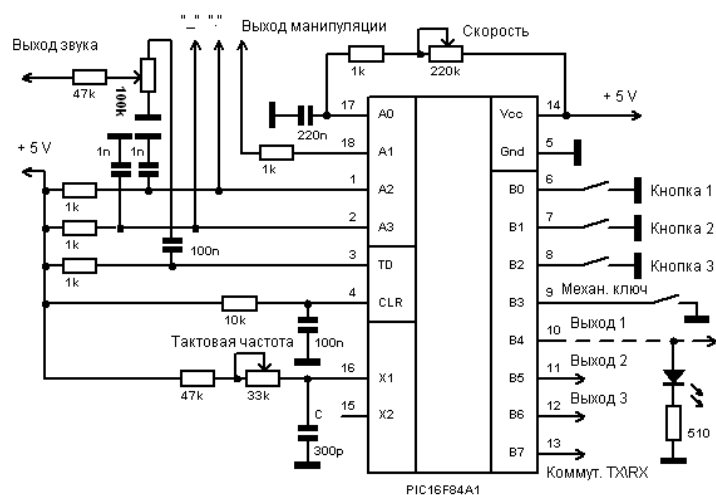 "_" "." Выход манипуляции
Выход звука
Скорость
47k
100k
1k
220k
+ 5 V
220n
17 A0
Vcc 14
+ 5 V
1n
1n
1k
18 A1
Gnd 5
1k
1 A2
B0 6
Кнопка 1
1k
2 A3
B1 7
Кнопка 2
100n
1k
3 TD
B2 8
Кнопка 3
10k
4 CLR
B3 9
Механ. ключ
100n
B4 10
Выход 1
Тактовая частота
47k
33k
16 X1
B5 11
Выход 2
C
300p
15 X2
B6 12
Выход 3
510
B7 13
Коммут. TX\RX
PIC16F84A1